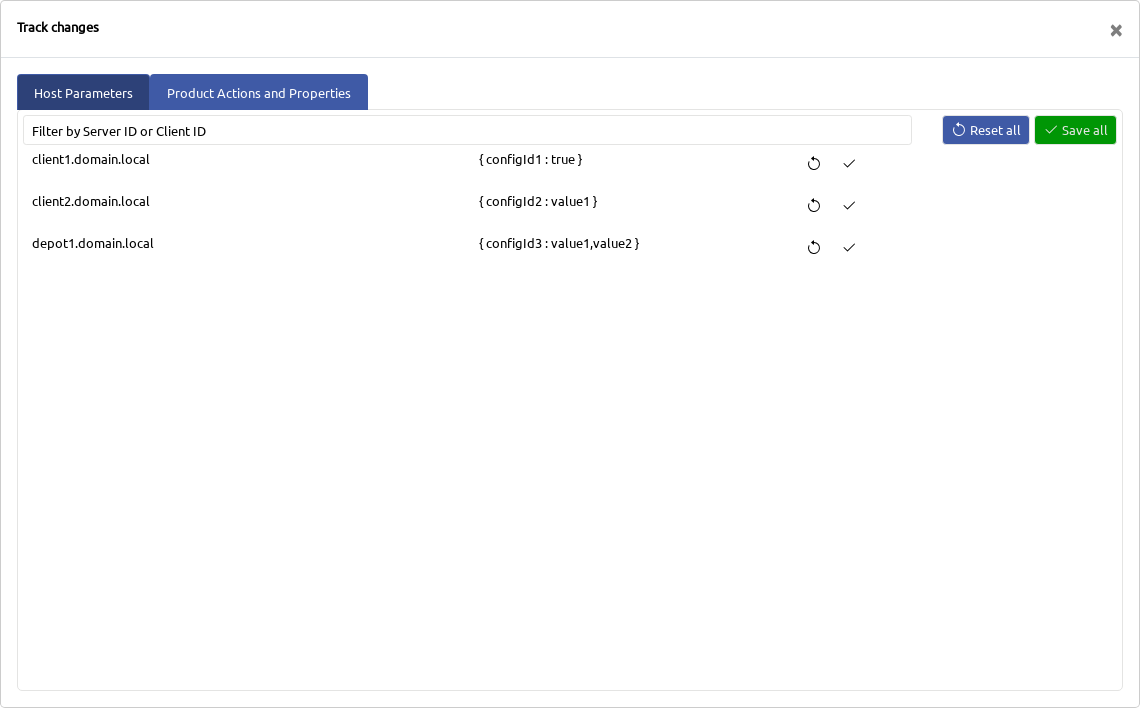 Track changes
Host Parameters Product Actions and Properties
Filter by Server ID or Client ID Reset all Save all
client1.domain.local { configId1 : true }
client2.domain.local { configId2 : value1 }
depot1.domain.local { configId3 : value1,value2 }